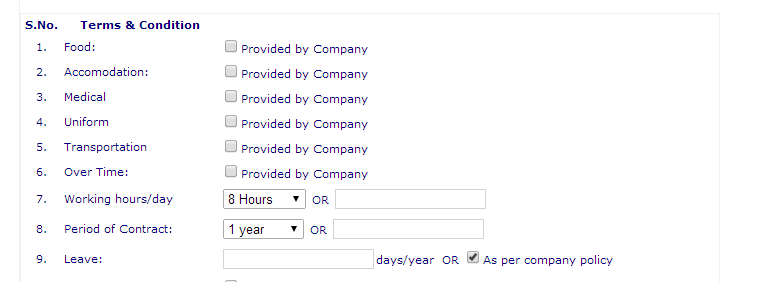 S.No. Terms & Condition
1. Food: Provided by Company
2. Accomodation: Provided by Company
3. Medical Provided by Company
4. Uniform Provided by Company
5. Transportation Provided by Company
6. Over Time: Provided by Company
7. Working hours/day 8 Hours OR
8. Period of Contract: 1 year OR
9. Leave: days/year OR As per company policy